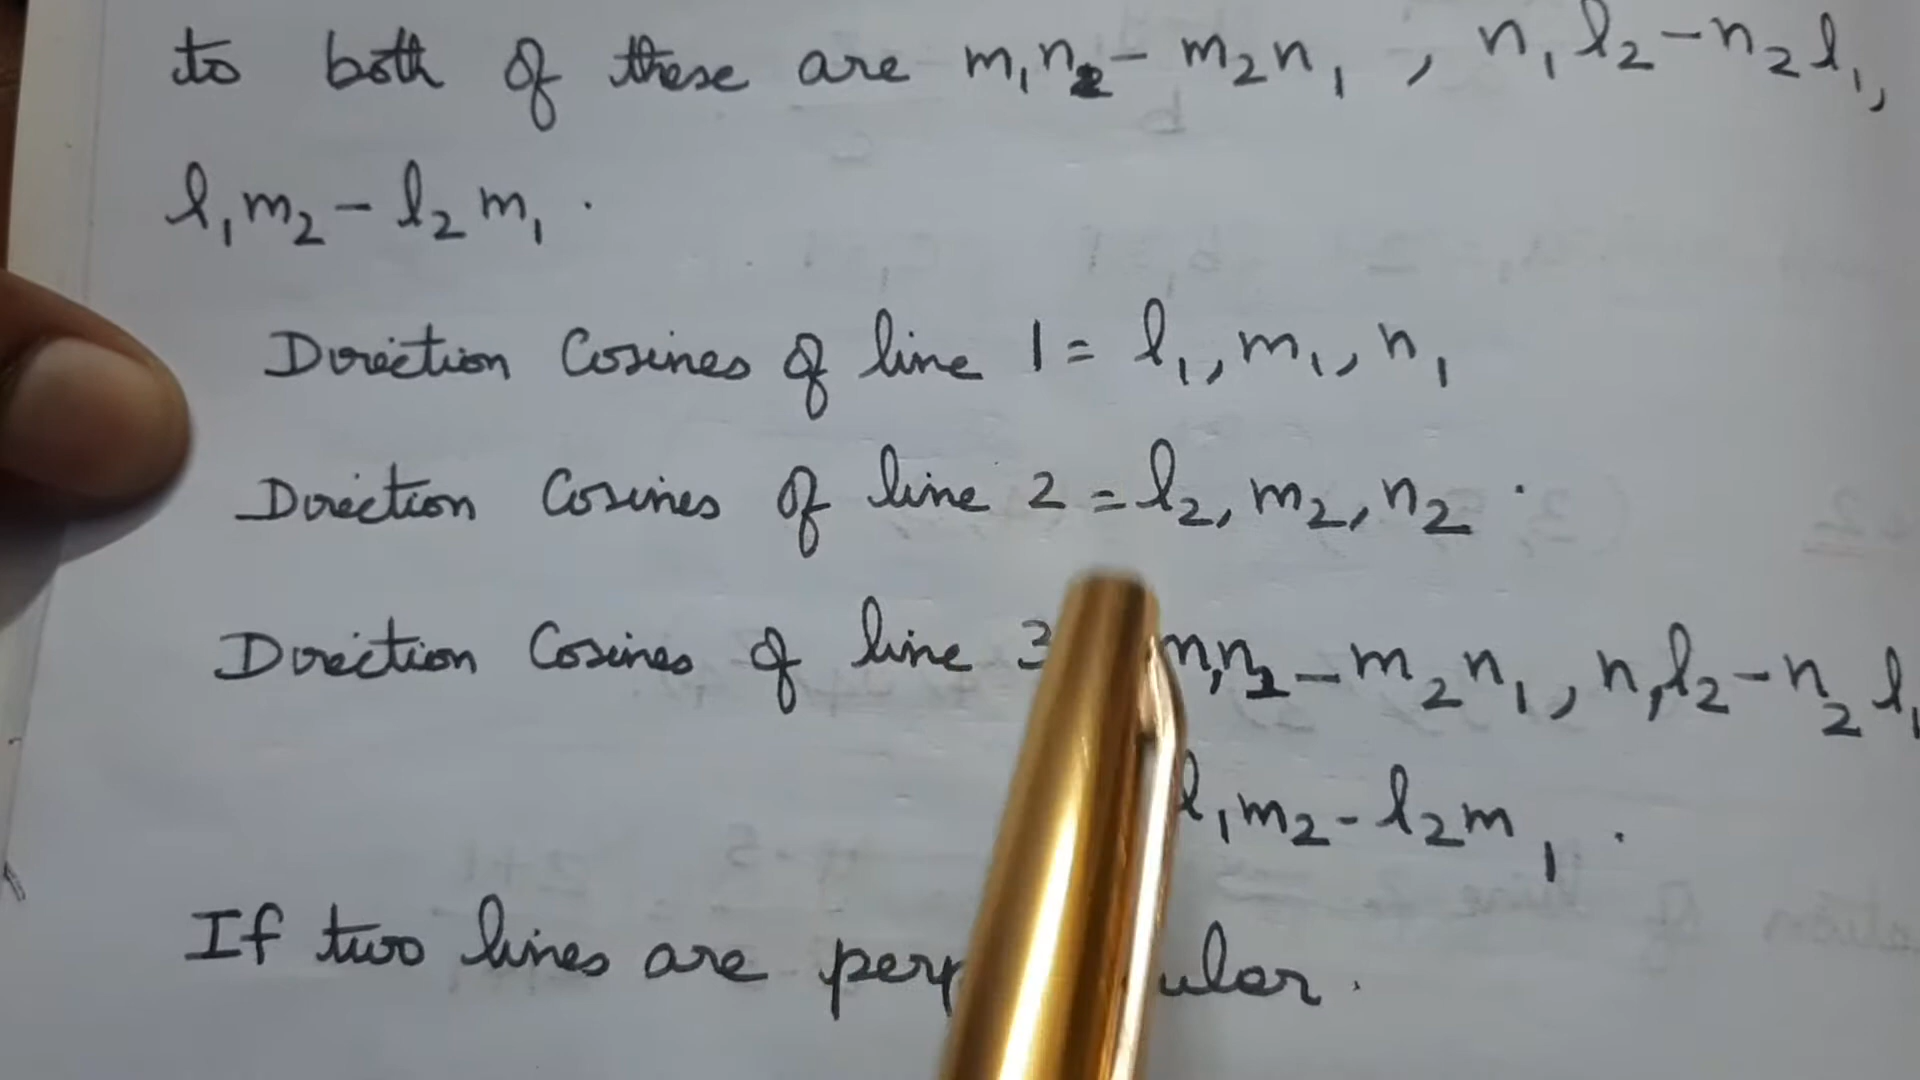 to both of these are m₁n₂ - m₂n₁, n₁l₂ - n₂l₁,
l₁m₂ - l₂m₁.
Direction Cosines of line 1 = l₁, m₁, n₁
Direction Cosines of line 2 = l₂, m₂, n₂.
Direction Cosines of line 3 n₁n₂ - m₂n₁, n₁l₂ - n₂l₁
l₁m₂ - l₂m₁.
If two lines are perp ular.